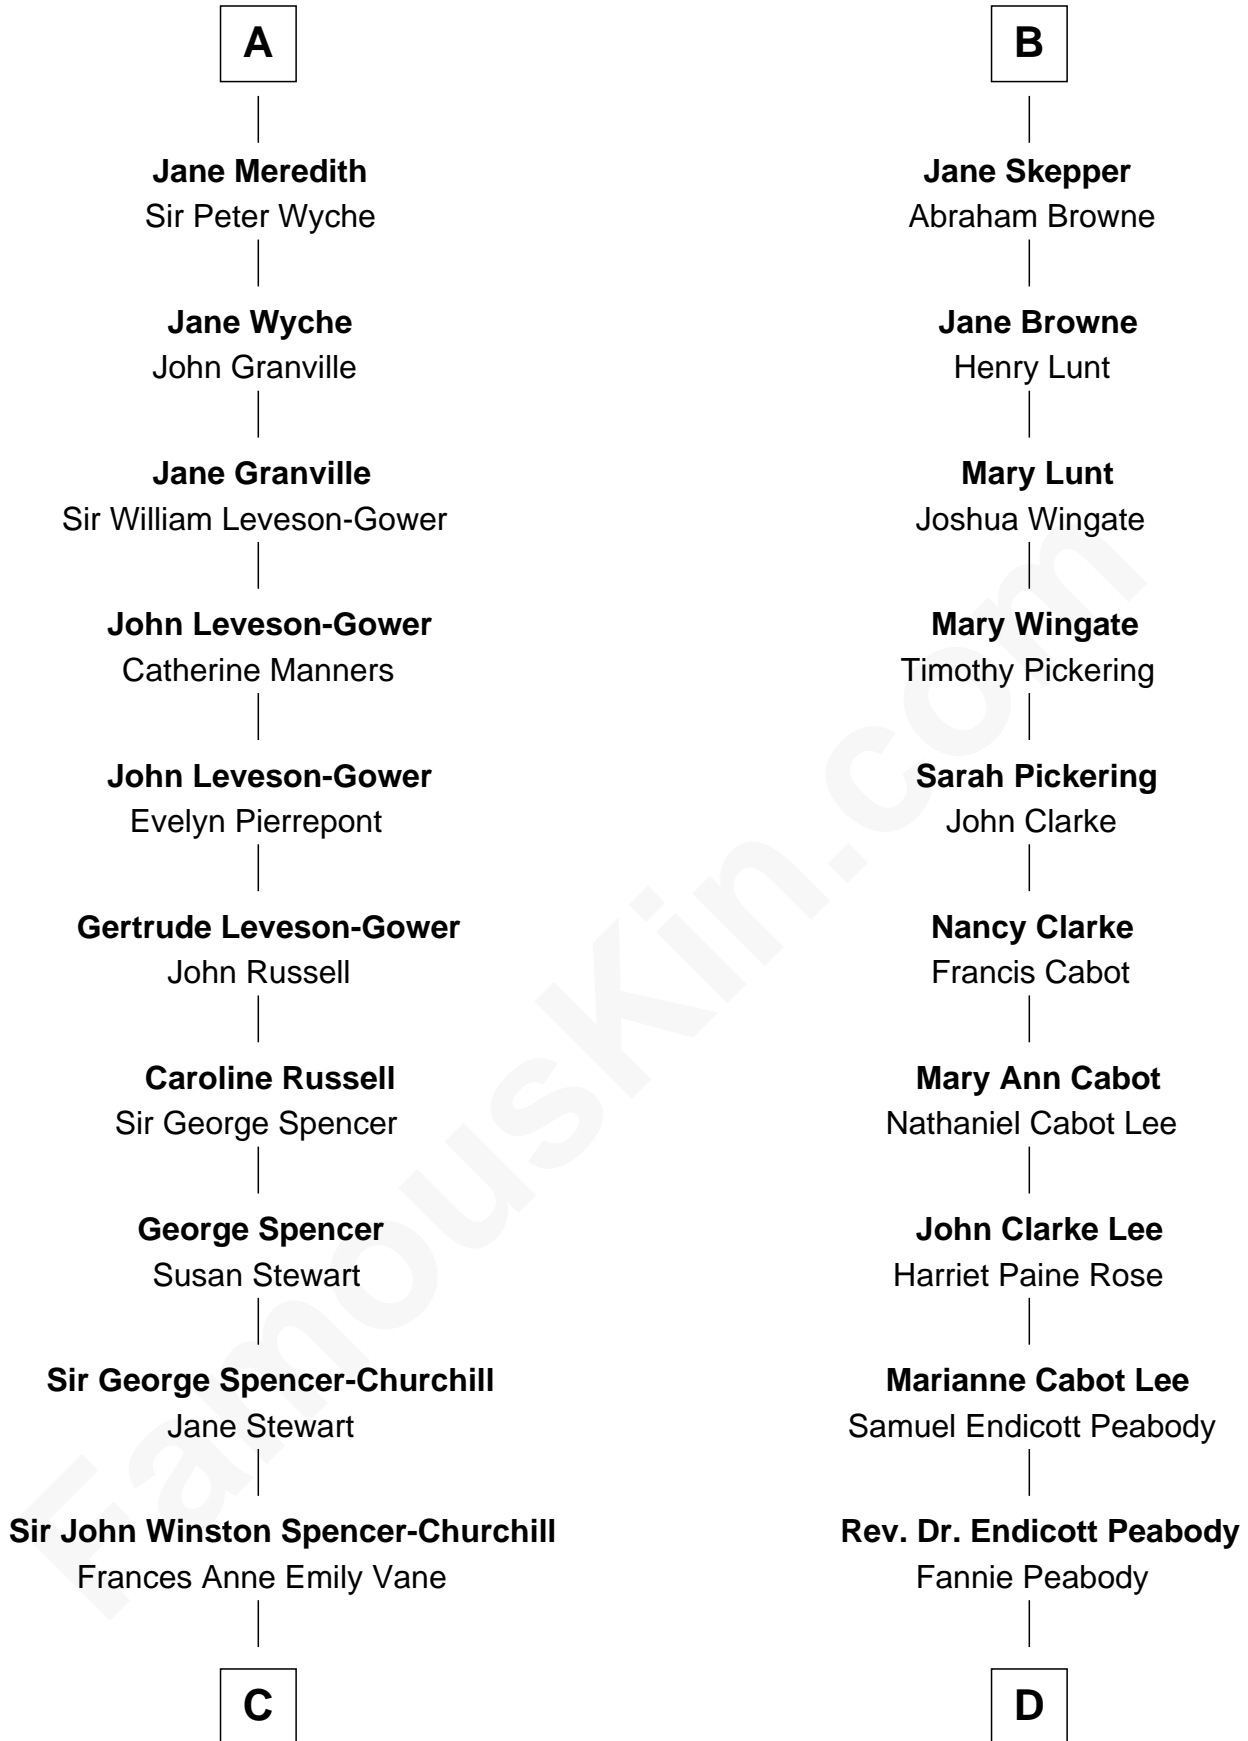 A
Jane Meredith
Sir Peter Wyche
Jane Wyche
John Granville
Jane Granville
Sir William Leveson-Gower
John Leveson-Gower
Catherine Manners
John Leveson-Gower
Evelyn Pierrepont
Gertrude Leveson-Gower
John Russell
Caroline Russell
Sir George Spencer
George Spencer
Susan Stewart
Sir George Spencer-Churchill
Jane Stewart
Sir John Winston Spencer-Churchill
Frances Anne Emily Vane
C
B
Jane Skepper
Abraham Browne
Jane Browne
Henry Lunt
Mary Lunt
Joshua Wingate
Mary Wingate
Timothy Pickering
Sarah Pickering
John Clarke
Nancy Clarke
Francis Cabot
Mary Ann Cabot
Nathaniel Cabot Lee
John Clarke Lee
Harriet Paine Rose
Marianne Cabot Lee
Samuel Endicott Peabody
Rev. Dr. Endicott Peabody
Fannie Peabody
D
FamousKin.com